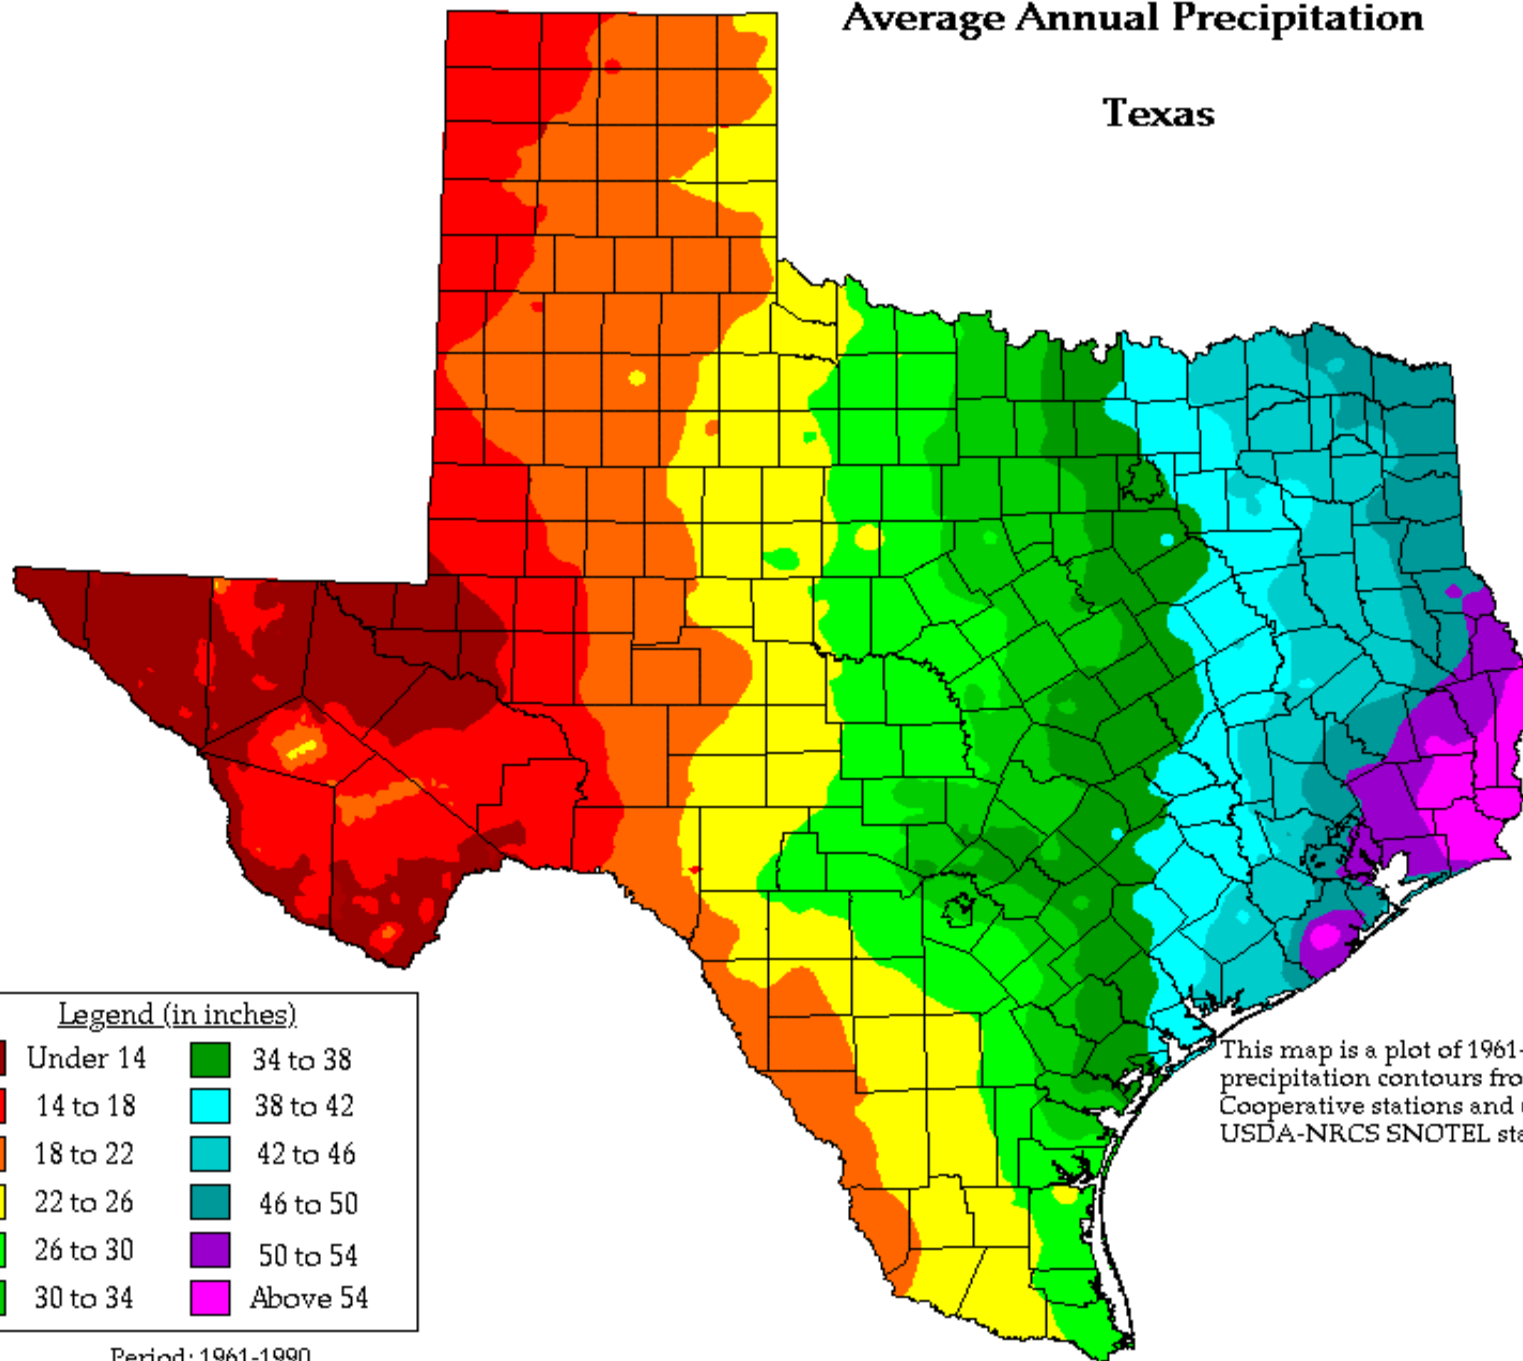 Average Annual Precipitation
Texas
Legend (in inches)
Under 14
34 to 38
14 to 18
38 to 42
18 to 22
42 to 46
22 to 26
46 to 50
26 to 30
50 to 54
30 to 34
Above 54
This map is a plot of 1961-
precipitation contours
Cooperative stations and
USDA-NRCS SNOTEL
Period: 1961-1990